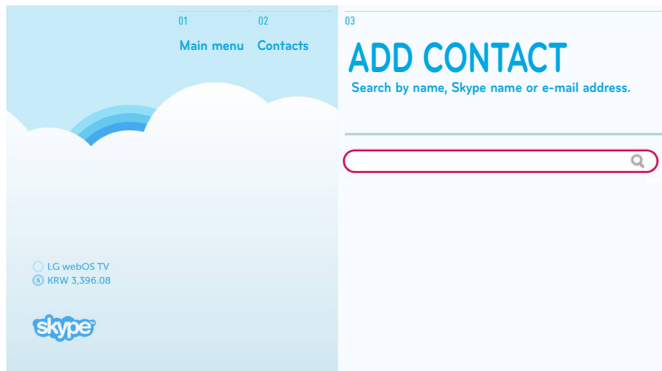 01
02
03
Main menu
Contacts
ADD CONTACT
Search by name, Skype name or e-mail address.
LG webOS TV
S KRW 3,396.08
skype